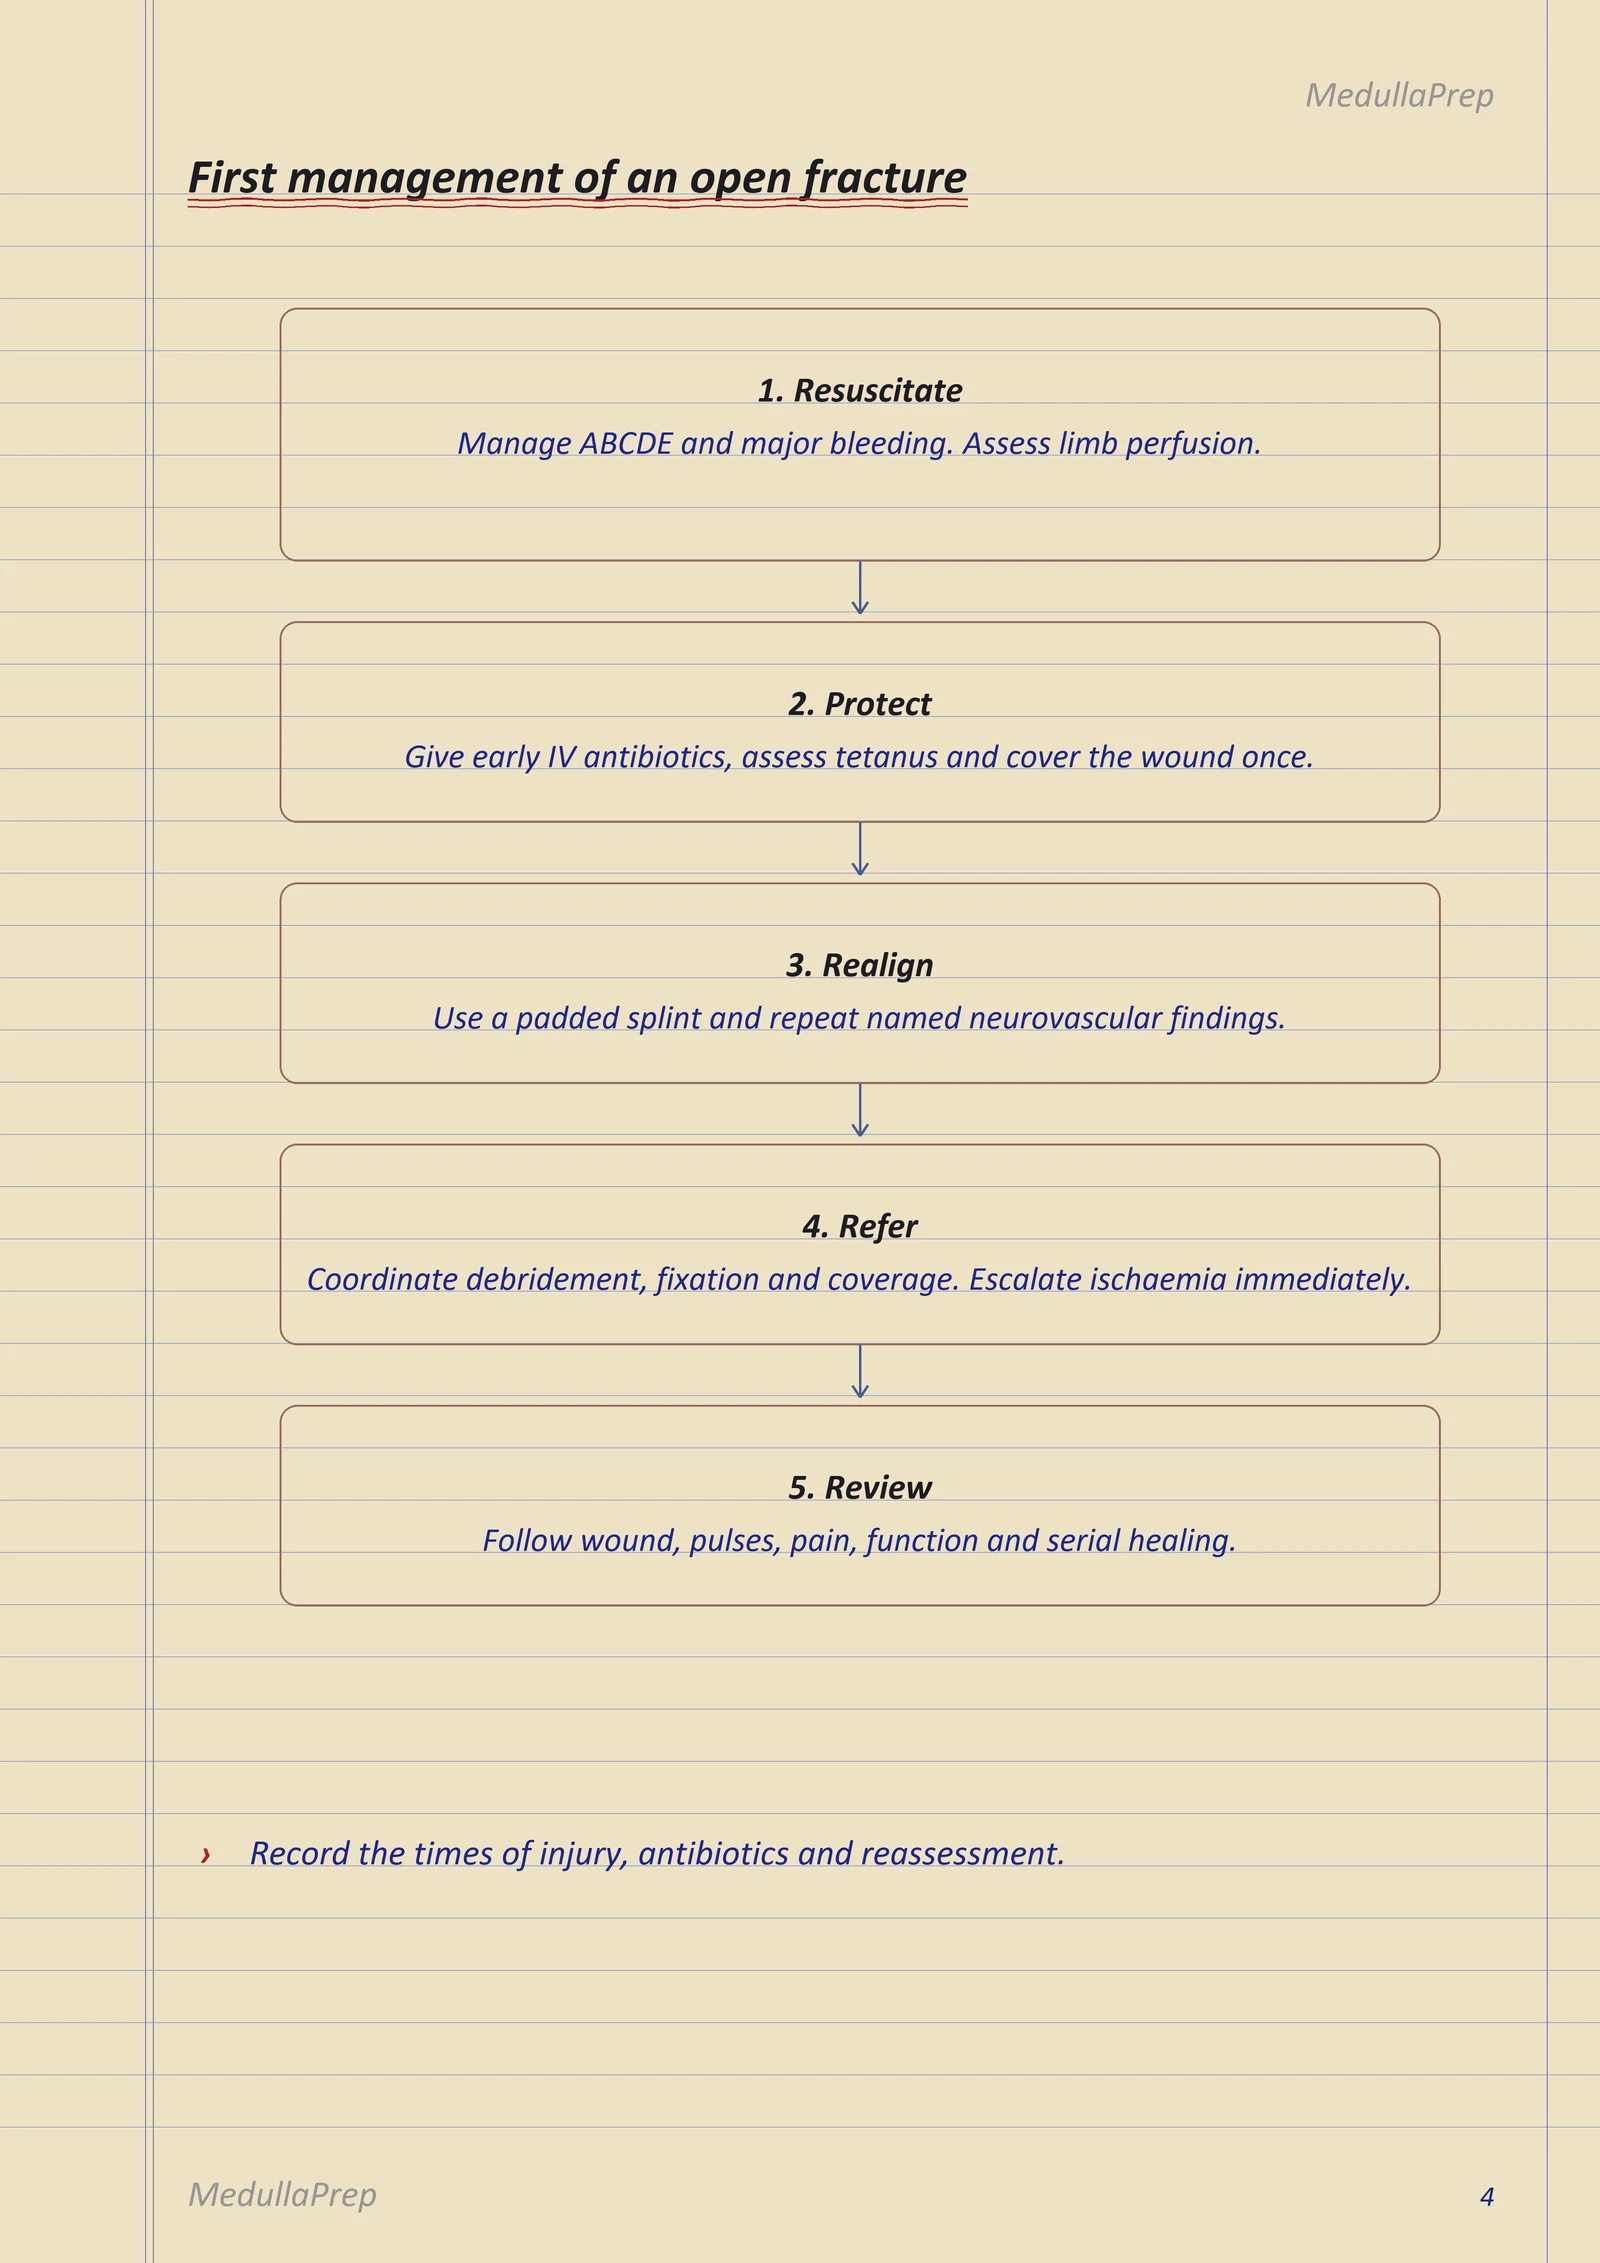 MedullaPrep
First management of an open fracture
1. Resuscitate
Manage ABCDE and major bleeding. Assess limb perfusion.
2. Protect
Give early IV antibiotics, assess tetanus and cover the wound once.
3. Realign
Use a padded splint and repeat named neurovascular findings.
4. Refer
Coordinate debridement, fixation and coverage. Escalate ischaemia immediately.
5. Review
Follow wound, pulses, pain, function and serial healing.
› Record the times of injury, antibiotics and reassessment.
MedullaPrep
4